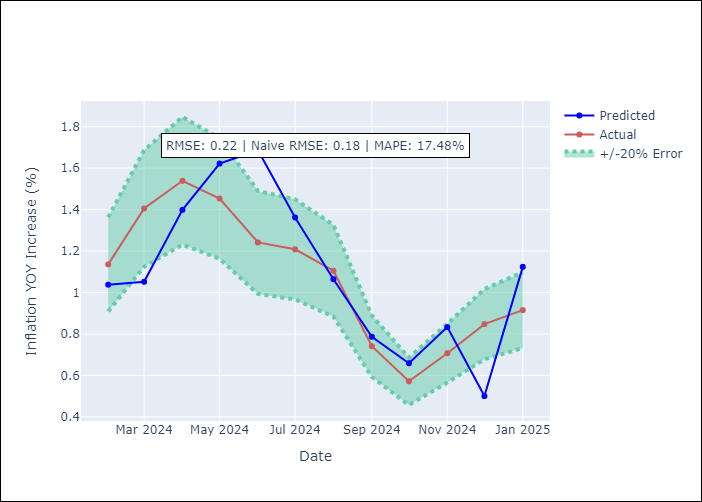 Predicted
Actual
+/-20% Error
RMSE: 0.22 | Naive RMSE: 0.18 | MAPE: 17.48%
Inflation YOY Increase (%)
1.8
1.6
1.4
1.2
1
0.8
0.6
0.4
Mar 2024 May 2024 Jul 2024 Sep 2024 Nov 2024 Jan 2025
Date